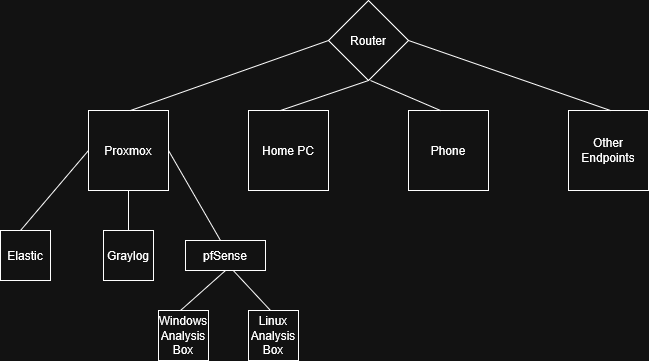 Router
Proxmox
Home PC
Phone
Other
Endpoints
Elastic
Graylog
pfSense
Windows
Analysis
Box
Linux
Analysis
Box